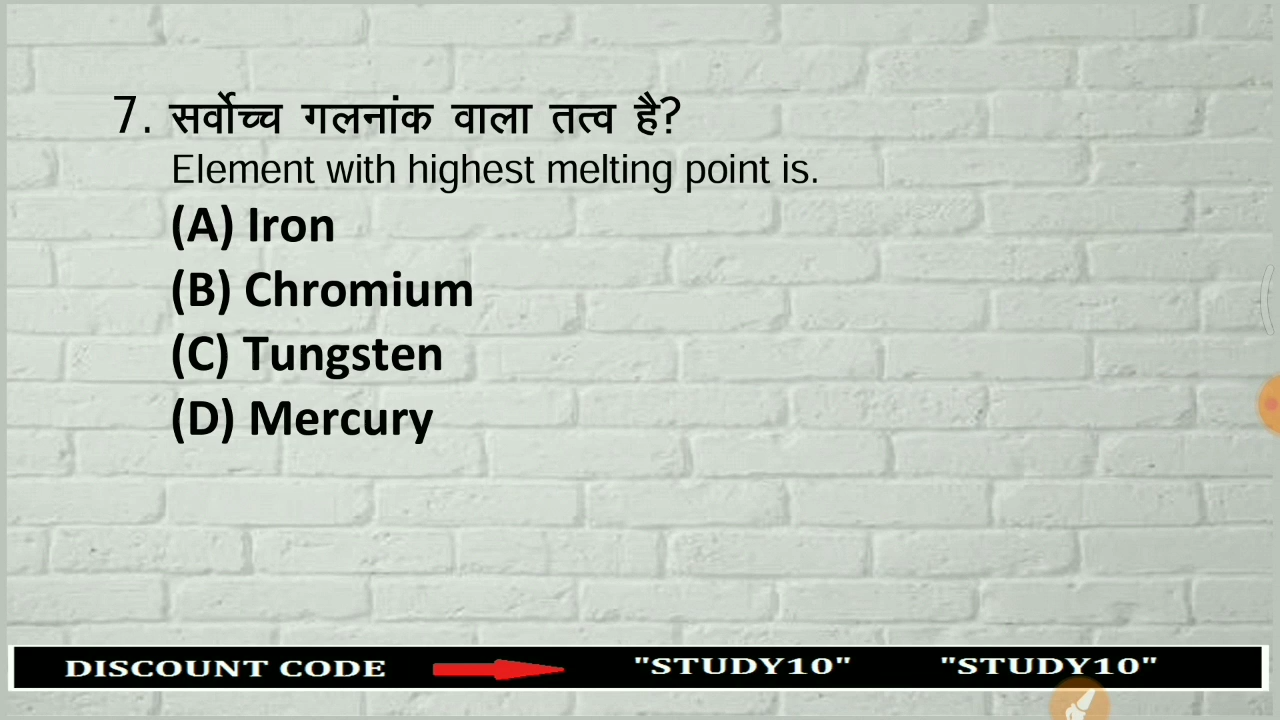 7. सर्वोच्च गलनांक वाला तत्व है?
Element with highest melting point is.
(A) Iron
(B) Chromium
(C) Tungsten
(D) Mercury
DISCOUNT CODE "STUDY10" "STUDY10"